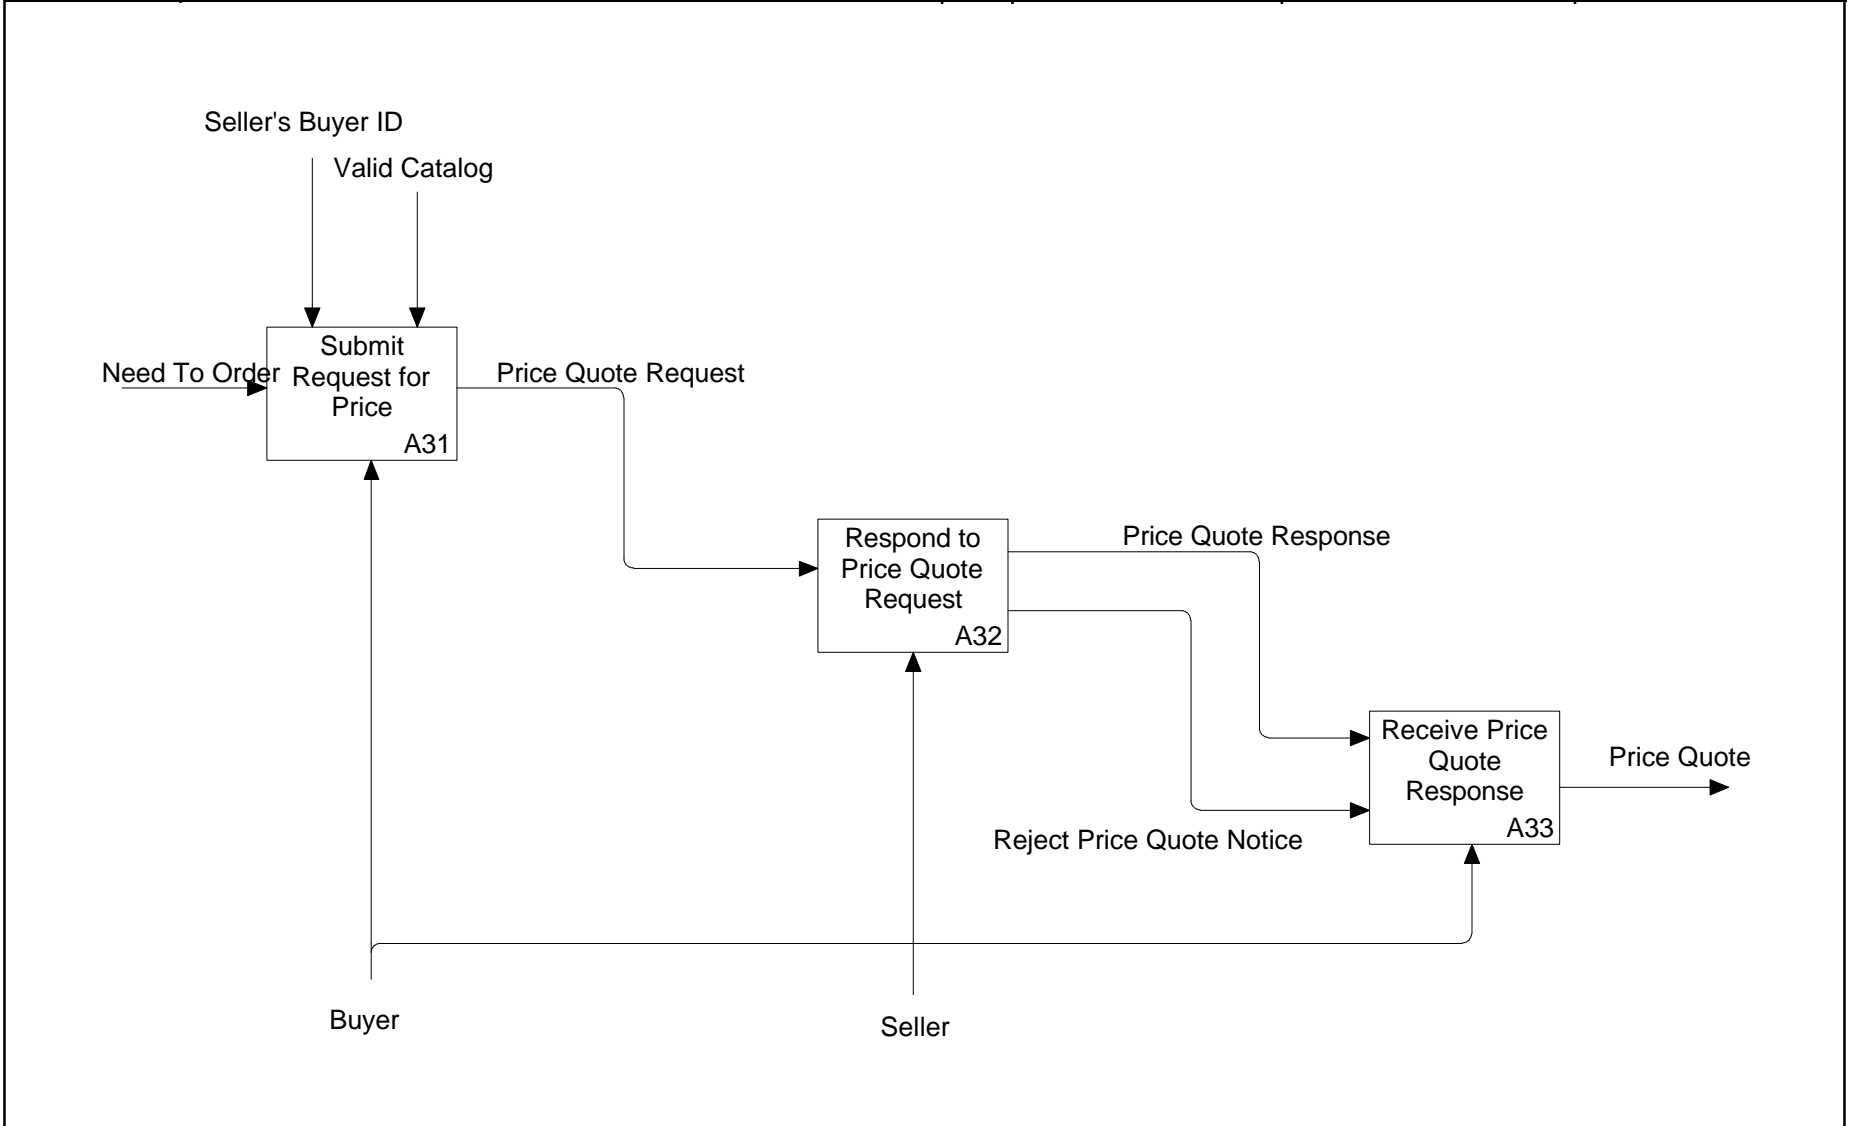 Seller's Buyer ID
Valid Catalog
Need To Order
Submit
Request for
Price
A31
Price Quote Request
Respond to
Price Quote
Request
A32
Price Quote Response
Reject Price Quote Notice
Receive Price
Quote
Response
A33
Price Quote
Buyer
Seller